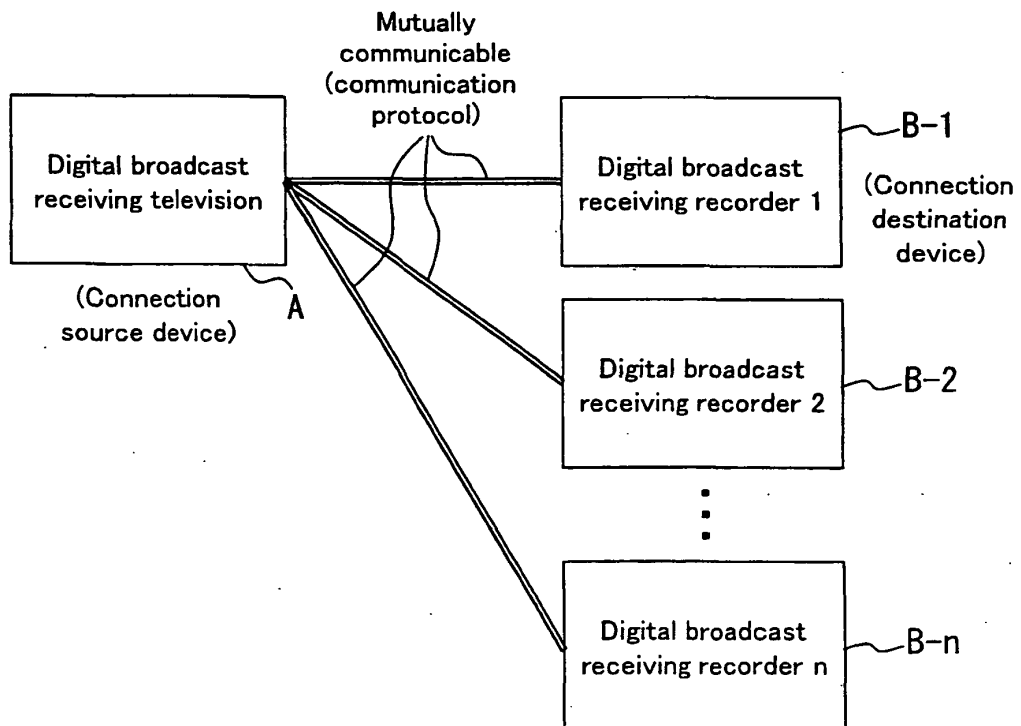 Mutually
communicable
(communication
protocol)
Digital broadcast
receiving television
A
(Connection
source device)
Digital broadcast
receiving recorder 1
B-1
(Connection
destination
device)
Digital broadcast
receiving recorder 2
B-2
Digital broadcast
receiving recorder n
B-n